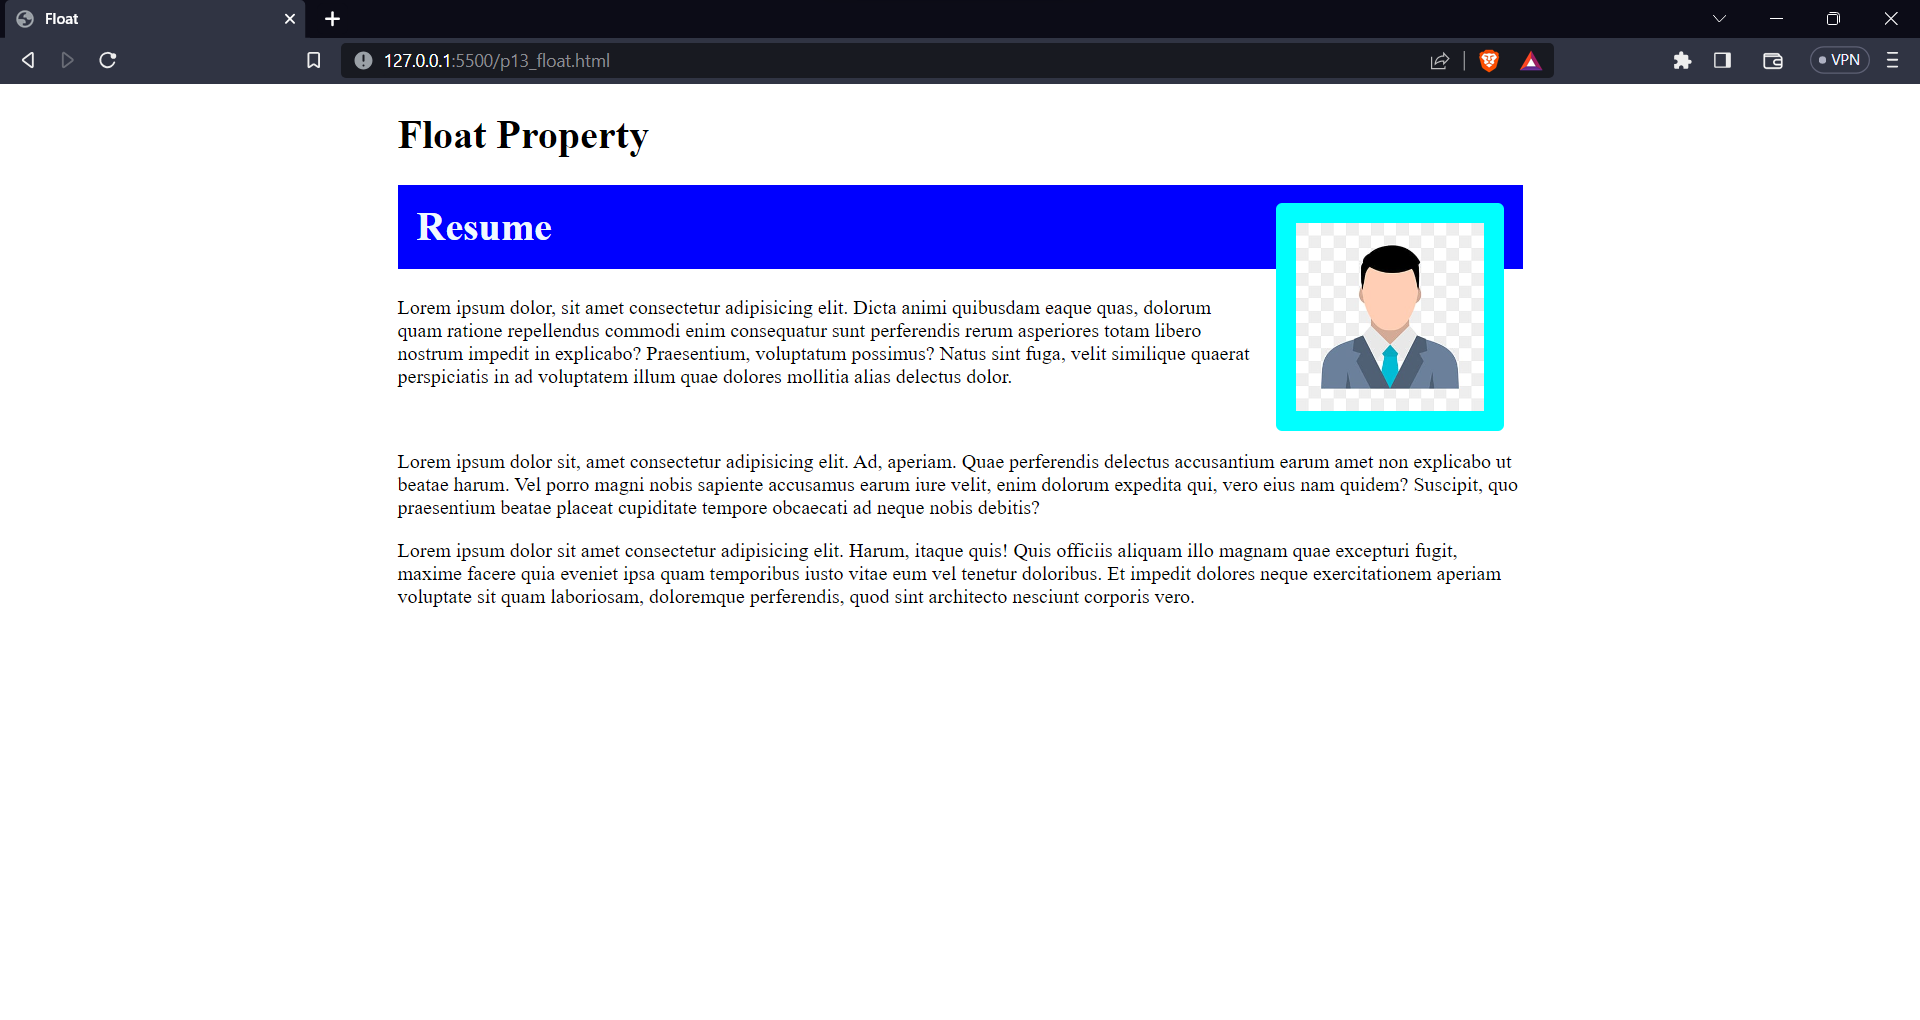 Float
127.0.0.1:5500/p13_float.html
VPN
Float Property
Resume
Lorem ipsum dolor, sit amet consectetur adipisicing elit. Dicta animi quibusdam eaque quas, dolorum
quam ratione repellendus commodi enim consequatur sunt perferendis rerum asperiores totam libero
nostrum impedit in explicabo? Praesentium, voluptatum possimus? Natus sint fuga, velit similique quaerat
perspiciatis in ad voluptatem illum quae dolores mollitia alias delectus dolor.
Lorem ipsum dolor sit, amet consectetur adipisicing elit. Ad, aperiam. Quae perferendis delectus accusantium earum amet non explicabo ut
beatae harum. Vel porro magni nobis sapiente accusamus earum iure velit, enim dolorum expedita qui, vero eius nam quidem? Suscipit, quo
praesentium beatae placeat cupiditate tempore obcaecati ad neque nobis debitis?
Lorem ipsum dolor sit amet consectetur adipisicing elit. Harum, itaque quis! Quis officiis aliquam illo magnam quae excepturi fugit,
maxime facere quia eveniet ipsa quam temporibus iusto vitae eum vel tenetur doloribus. Et impedit dolores neque exercitationem aperiam
voluptate sit quam laboriosam, doloremque perferendis, quod sint architecto nesciunt corporis vero.